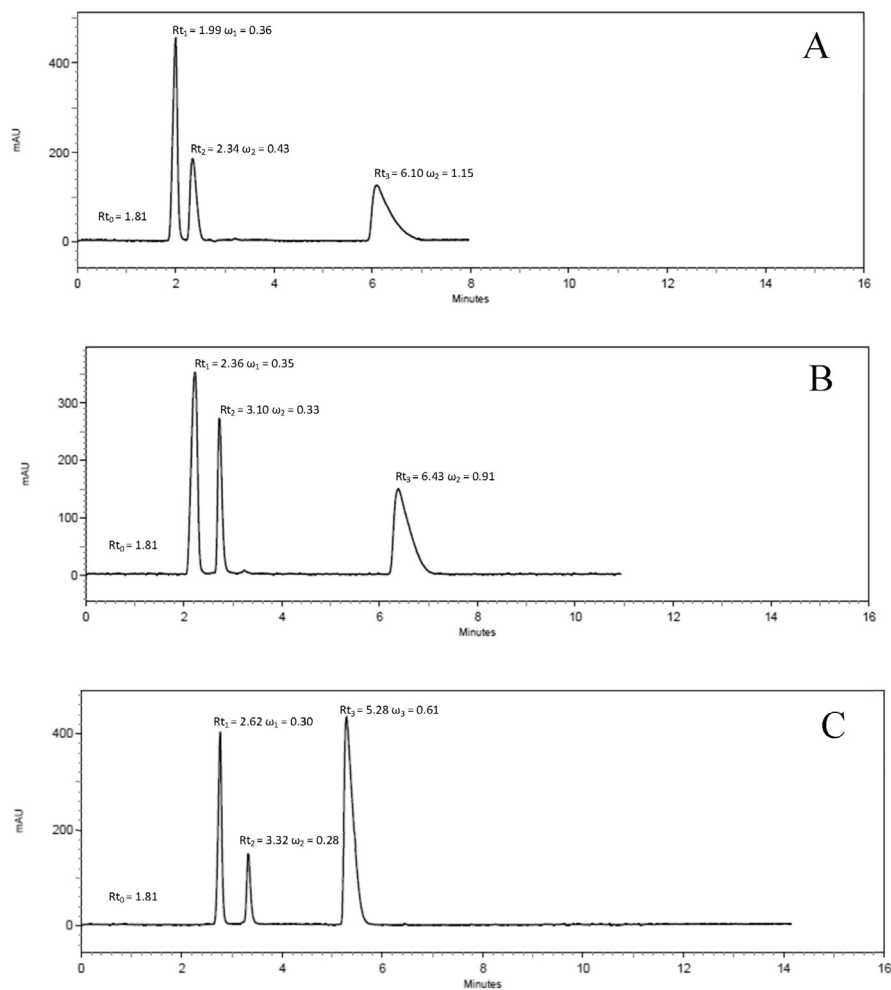 Rt₁ = 1.99 ω₁ = 0.36
A
400
Rt₂ = 2.34 ω₂ = 0.43
mAU
200
Rt₃ = 6.10 ω₂ = 1.15
Rt₀ = 1.81
0
0 2 4 6 8 10 12 14 16
Minutes
Rt₁ = 2.36 ω₁ = 0.35
B
300
Rt₂ = 3.10 ω₂ = 0.33
200
mAU
Rt₃ = 6.43 ω₂ = 0.91
100
Rt₀ = 1.81
0
0 2 4 6 8 10 12 14 16
Minutes
Rt₃ = 5.28 ω₃ = 0.61
Rt₁ = 2.62 ω₁ = 0.30
C
400
mAU
200
Rt₂ = 3.32 ω₂ = 0.28
Rt₀ = 1.81
0
0 2 4 6 8 10 12 14 16
Minutes